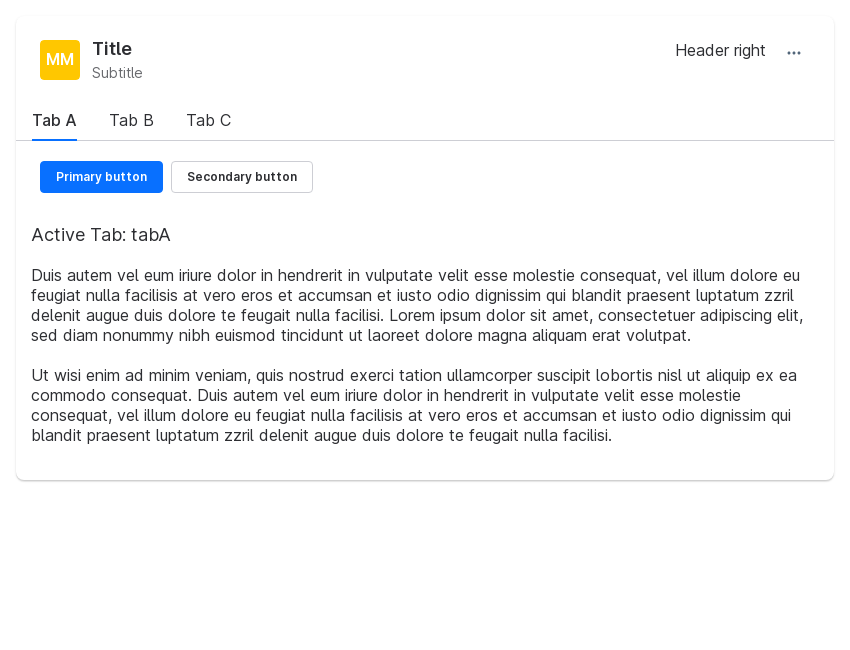 MM
Title
Subtitle
Header right
Tab A
Tab B
Tab C
Primary button
Secondary button
Active Tab: tabA
Duis autem vel eum iriure dolor in hendrerit in vulputate velit esse molestie consequat, vel illum dolore eu
feugiat nulla facilisis at vero eros et accumsan et iusto odio dignissim qui blandit praesent luptatum zzril
delenit augue duis dolore te feugait nulla facilisi. Lorem ipsum dolor sit amet, consectetuer adipiscing elit,
sed diam nonummy nibh euismod tincidunt ut laoreet dolore magna aliquam erat volutpat.
Ut wisi enim ad minim veniam, quis nostrud exerci tation ullamcorper suscipit lobortis nisl ut aliquip ex ea
commodo consequat. Duis autem vel eum iriure dolor in hendrerit in vulputate velit esse molestie
consequat, vel illum dolore eu feugiat nulla facilisis at vero eros et accumsan et iusto odio dignissim qui
blandit praesent luptatum zzril delenit augue duis dolore te feugait nulla facilisi.